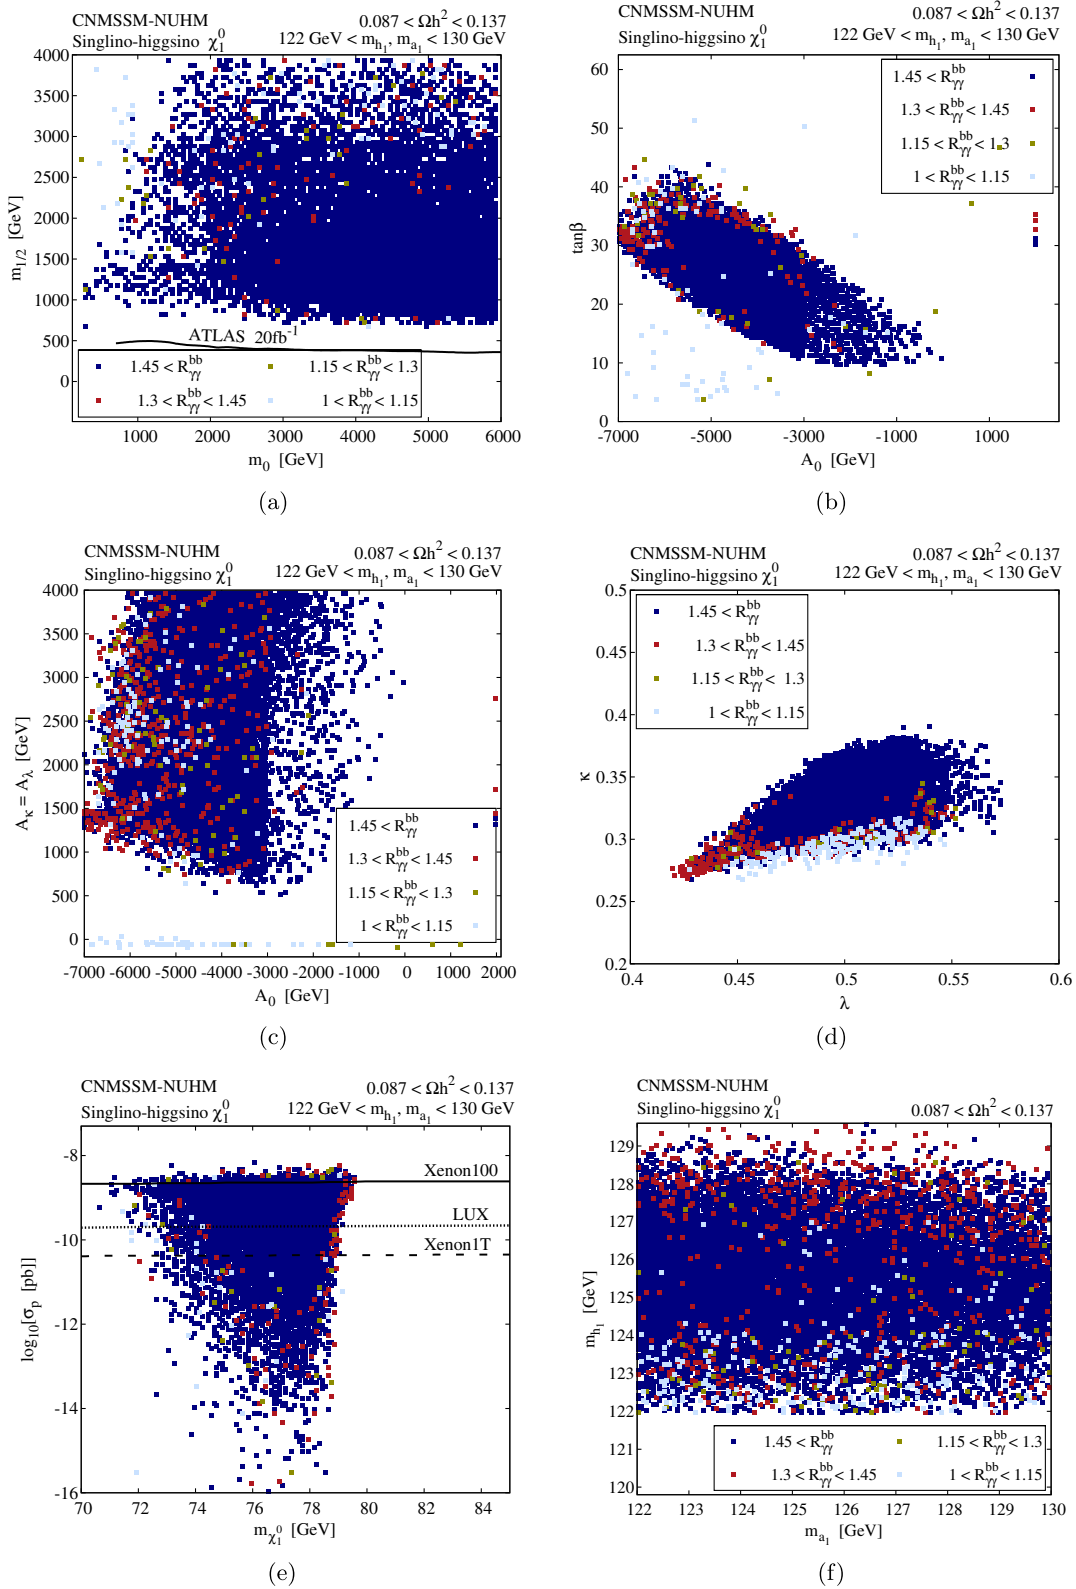 CNMSSM-NUHM
0.087 < Ωh² < 0.137
Singlino-higgsino χ₁⁰
122 GeV < m_h₁, m_a₁ < 130 GeV
4000
3500
3000
2500
2000
1500
1000
500
0
m₁/₂ [GeV]
ATLAS 20fb⁻¹
1.45 < R_γγ^bb
1.15 < R_γγ^bb < 1.3
1.3 < R_γγ^bb < 1.45
1 < R_γγ^bb < 1.15
1000 2000 3000 4000 5000 6000
m₀ [GeV]
(a)
CNMSSM-NUHM
0.087 < Ωh² < 0.137
Singlino-higgsino χ₁⁰
122 GeV < m_h₁, m_a₁ < 130 GeV
60
50
40
30
20
10
0
tanβ
1.45 < R_γγ^bb
1.3 < R_γγ^bb < 1.45
1.15 < R_γγ^bb < 1.3
1 < R_γγ^bb < 1.15
-7000 -5000 -3000 -1000 1000
A₀ [GeV]
(b)
CNMSSM-NUHM
0.087 < Ωh² < 0.137
Singlino-higgsino χ₁⁰
122 GeV < m_h₁, m_a₁ < 130 GeV
4000
3500
3000
2500
2000
1500
1000
500
0
A_κ = A_λ [GeV]
1.45 < R_γγ^bb
1.3 < R_γγ^bb < 1.45
1.15 < R_γγ^bb < 1.3
1 < R_γγ^bb < 1.15
-7000 -6000 -5000 -4000 -3000 -2000 -1000 0 1000 2000
A₀ [GeV]
(c)
CNMSSM-NUHM
0.087 < Ωh² < 0.137
Singlino-higgsino χ₁⁰
122 GeV < m_h₁, m_a₁ < 130 GeV
0.5
0.45
0.4
0.35
0.3
0.25
0.2
κ
1.45 < R_γγ^bb
1.3 < R_γγ^bb < 1.45
1.15 < R_γγ^bb < 1.3
1 < R_γγ^bb < 1.15
0.4 0.45 0.5 0.55 0.6
λ
(d)
CNMSSM-NUHM
0.087 < Ωh² < 0.137
Singlino-higgsino χ₁⁰
122 GeV < m_h₁, m_a₁ < 130 GeV
-8
-10
-12
-14
-16
log₁₀[σ_p [pb]]
Xenon100
LUX
Xenon1T
70 72 74 76 78 80 82 84
m_χ₁⁰ [GeV]
(e)
CNMSSM-NUHM
Singlino-higgsino χ₁⁰
0.087 < Ωh² < 0.137
129
128
127
126
125
124
123
122
121
120
m_h₁ [GeV]
1.45 < R_γγ^bb
1.15 < R_γγ^bb < 1.3
1.3 < R_γγ^bb < 1.45
1 < R_γγ^bb < 1.15
122 123 124 125 126 127 128 129 130
m_a₁ [GeV]
(f)